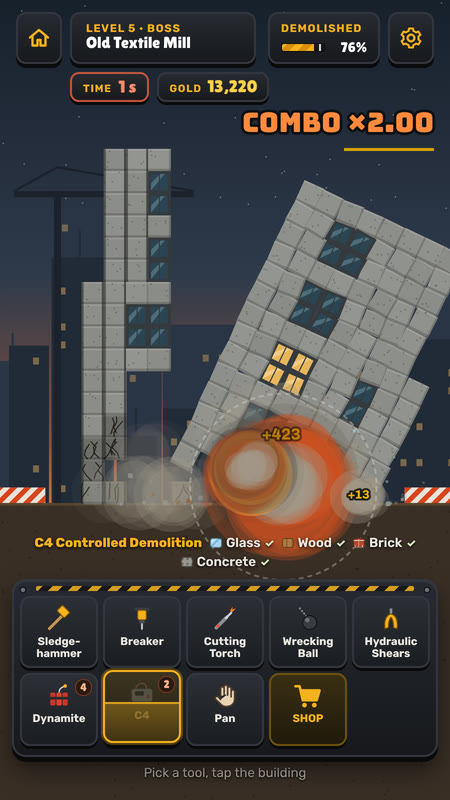 LEVEL 5 · BOSS
Old Textile Mill
DEMOLISHED
76%
TIME 1 s
GOLD 13,220
COMBO ×2.00
+423
+13
C4 Controlled Demolition Glass ✓ Wood ✓ Brick ✓
Concrete ✓
Sledge-
hammer
Breaker
Cutting
Torch
Wrecking
Ball
Hydraulic
Shears
4
Dynamite
2
C4
Pan
SHOP
Pick a tool, tap the building